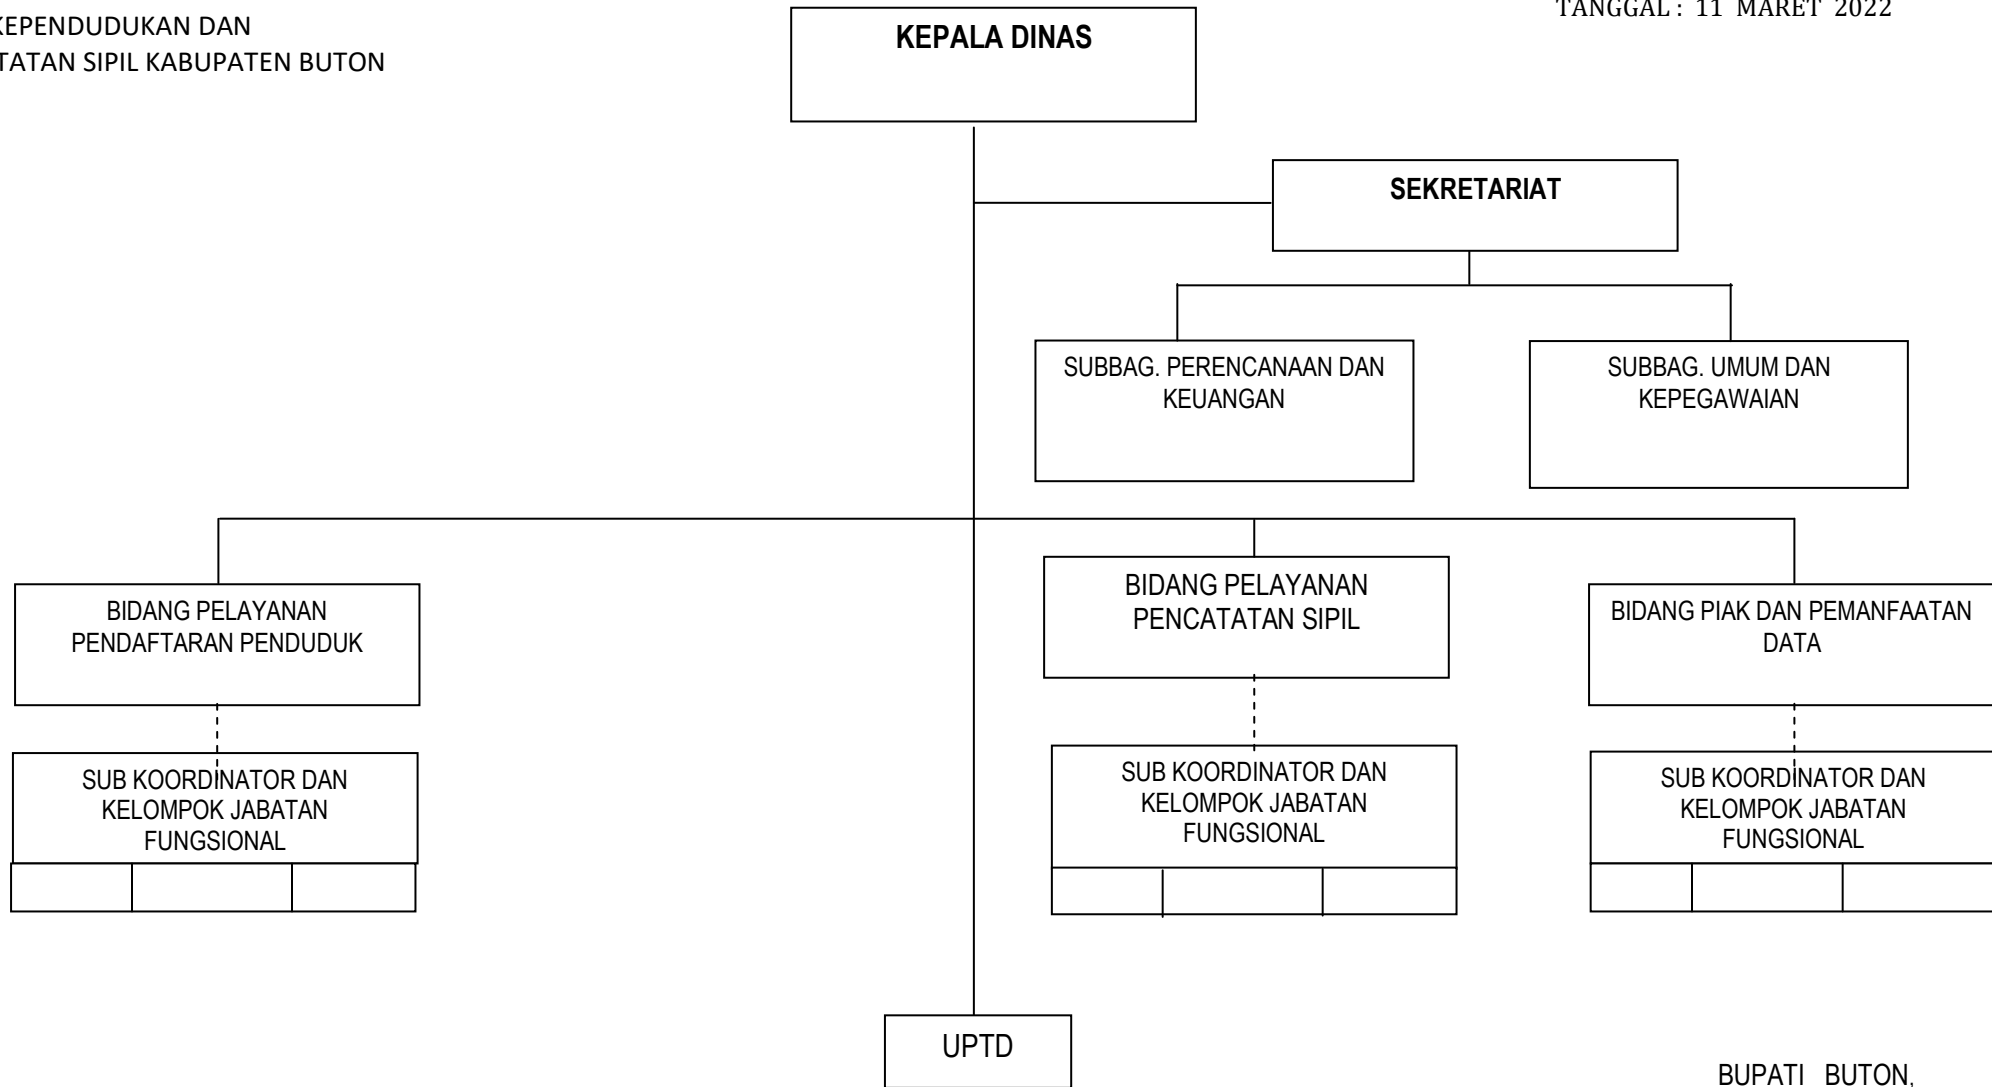 KEPENDUDUKAN DAN
TATAN SIPIL KABUPATEN BUTON
TANGGAL : 11 MARET 2022
KEPALA DINAS
SEKRETARIAT
SUBBAG. PERENCANAAN DAN
KEUANGAN
SUBBAG. UMUM DAN
KEPEGAWAIAN
BIDANG PELAYANAN
PENDAFTARAN PENDUDUK
BIDANG PELAYANAN
PENCATATAN SIPIL
BIDANG PIAK DAN PEMANFAATAN
DATA
SUB KOORDINATOR DAN
KELOMPOK JABATAN
FUNGSIONAL
SUB KOORDINATOR DAN
KELOMPOK JABATAN
FUNGSIONAL
SUB KOORDINATOR DAN
KELOMPOK JABATAN
FUNGSIONAL
UPTD
BUPATI BUTON,